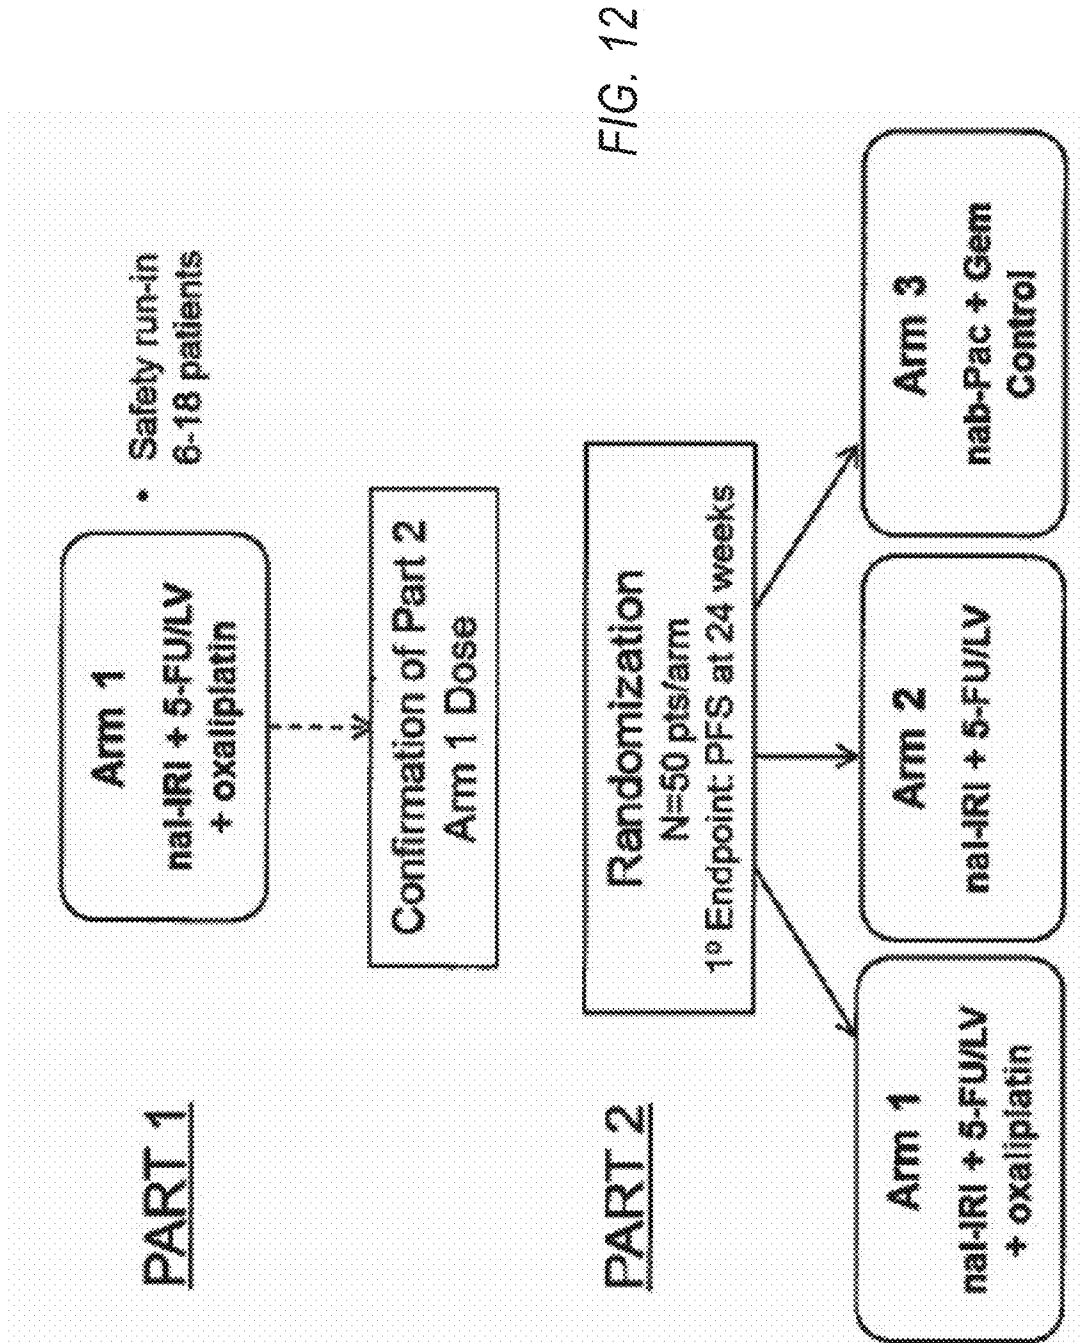 PART 1
Arm 1
nal-IRI + 5-FU/LV
+ oxaliplatin
• Safety run-in
6-18 patients
Confirmation of Part 2
Arm 1 Dose
PART 2
Randomization
N=50 pts/arm
1º Endpoint: PFS at 24 weeks
Arm 1
nal-IRI + 5-FU/LV
+ oxaliplatin
Arm 2
nal-IRI + 5-FU/LV
Arm 3
nab-Pac + Gem
Control
FIG. 12